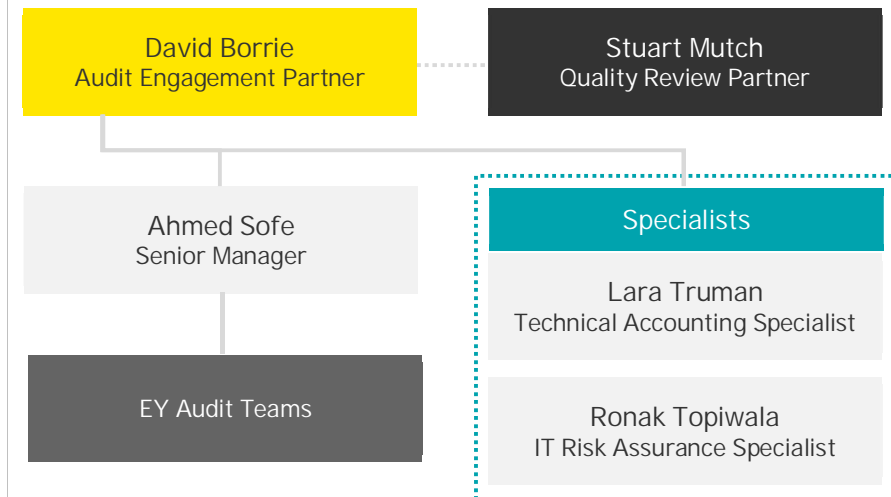 David Borrie
Audit Engagement Partner
Stuart Mutch
Quality Review Partner
Ahmed Sofe
Senior Manager
EY Audit Teams
Specialists
Lara Truman
Technical Accounting Specialist
Ronak Topiwala
IT Risk Assurance Specialist